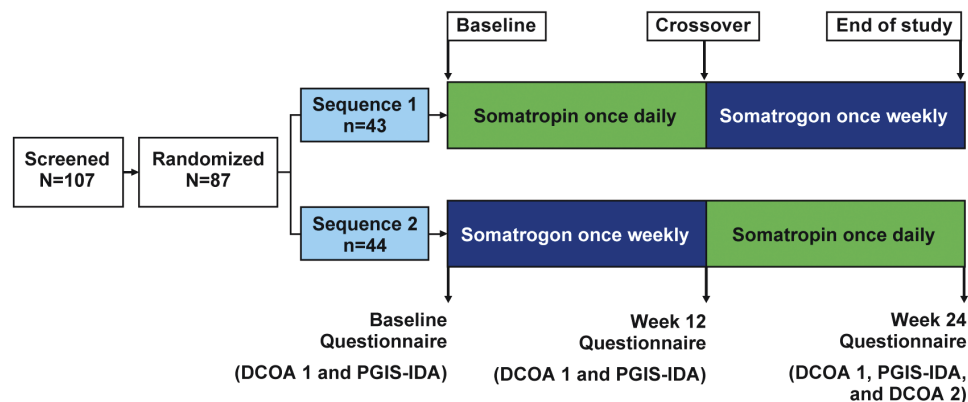 Baseline
Crossover
End of study
Sequence 1
n=43
Somatropin once daily
Somatrogon once weekly
Screened
N=107
Randomized
N=87
Sequence 2
n=44
Somatrogon once weekly
Somatropin once daily
Baseline
Questionnaire
(DCOA 1 and PGIS-IDA)
Week 12
Questionnaire
(DCOA 1 and PGIS-IDA)
Week 24
Questionnaire
(DCOA 1, PGIS-IDA,
and DCOA 2)